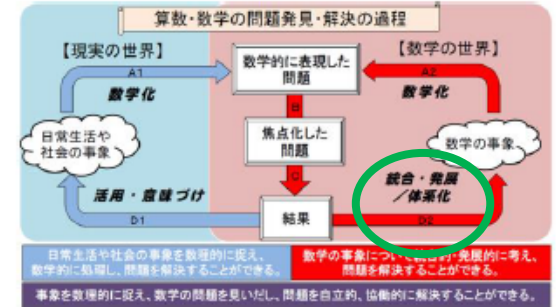 算数・数学の問題発見・解決の過程
【現実の世界】
【数学の世界】
A1
数学的に表現した
問題
A2
数学化
数学化
B
日常生活や
社会の事象
焦点化した
問題
数学の事象
C
活用・意味づけ
統合・発展
／体系化
D1
結果
D2
日常生活や社会の事象を数理的に捉え、
数学的に処理し、問題を解決することができる。
数学の事象について統合的・発展的に考え、
問題を解決することができる。
事象を数理的に捉え、数学の問題を見いだし、問題を自立的、協働的に解決することができる。